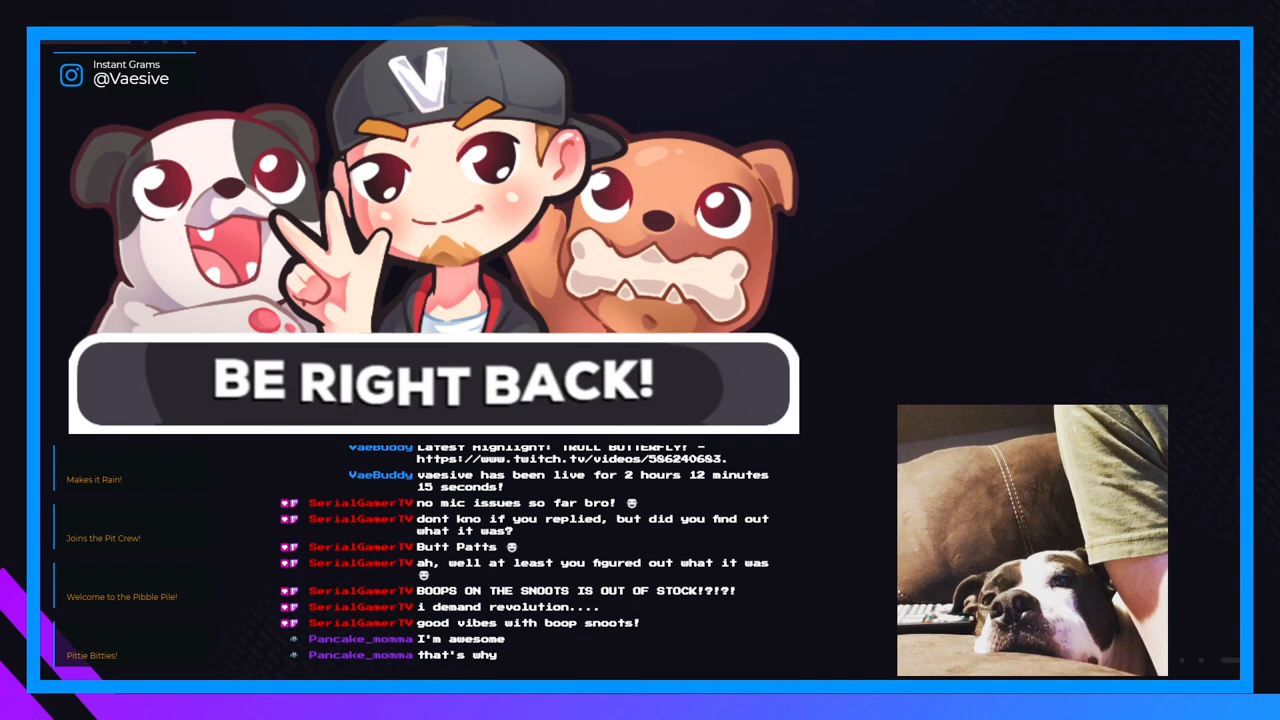 Instant Grams
@Vaesive
V
BE RIGHT BACK!
Makes it Rain!
Joins the Pit Crew!
Welcome to the Pibble Pile!
Pittie Bitties!
VaeBuddy Latest Highlight: TROLL BUTTERFLY! -
https://www.twitch.tv/videos/586240683.
VaeBuddy vaesive has been live for 2 hours 12 minutes
15 seconds!
SerialGamerTV no mic issues so far bro!
SerialGamerTV dont kno if you replied, but did you find out
what it was?
SerialGamerTV Butt Patts
SerialGamerTV ah, well at least you figured out what it was
SerialGamerTV BOOPS ON THE SNOOTS IS OUT OF STOCK!?!?!
SerialGamerTV i demand revolution....
SerialGamerTV good vibes with boop snoots!
Pancake_momma I'm awesome
Pancake_momma that's why